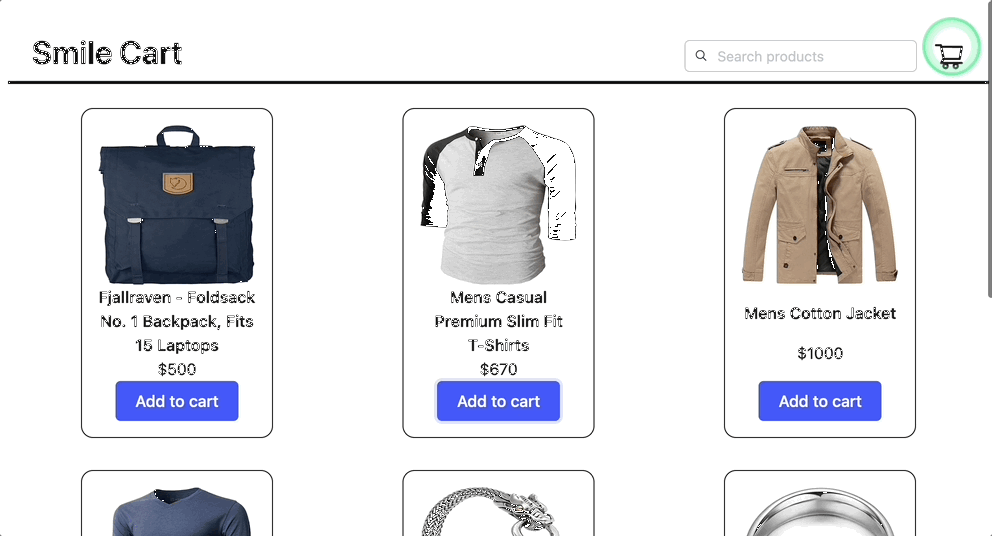 Smile Cart
Search products
Fjallraven - Foldsack
No. 1 Backpack, Fits
15 Laptops
$500
Add to cart
Mens Casual
Premium Slim Fit
T-Shirts
$670
Add to cart
Mens Cotton Jacket
$1000
Add to cart